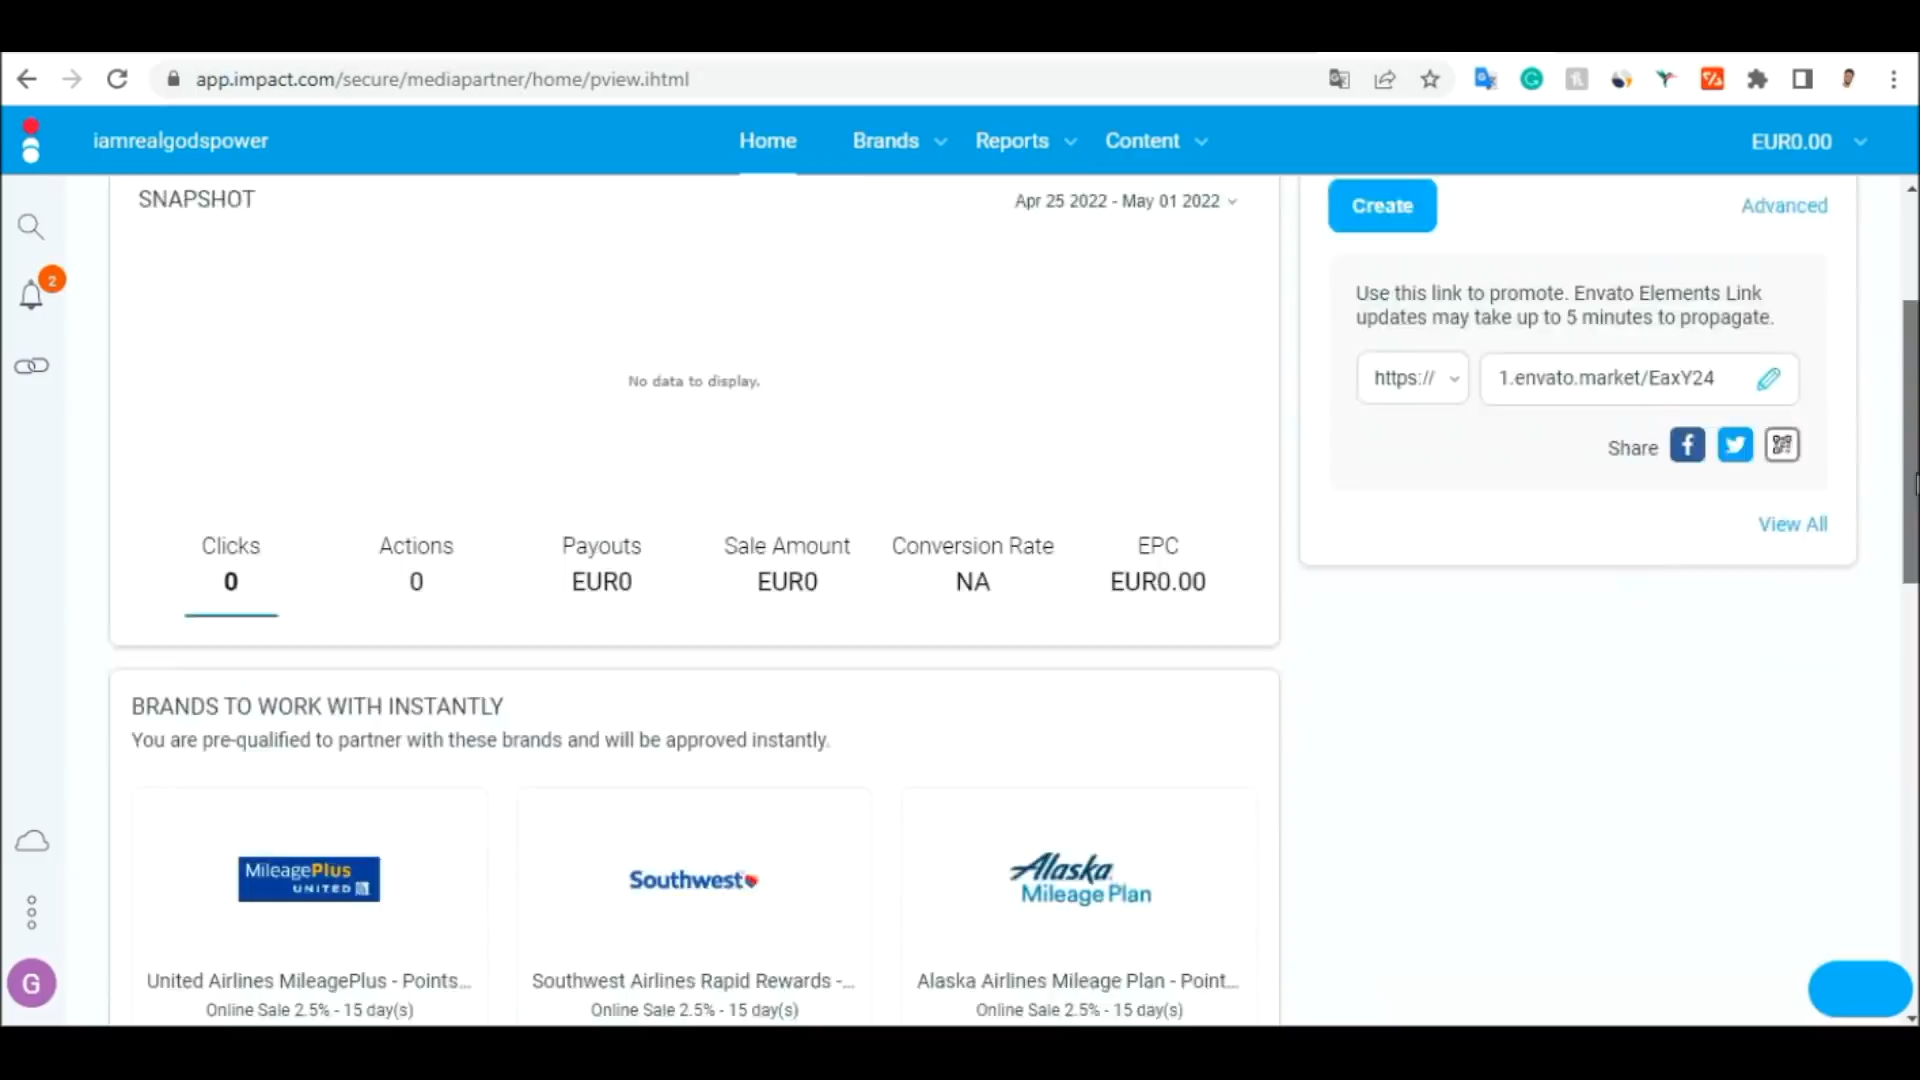 app.impact.com/secure/mediapartner/home/pview.ihtml
iamrealgodspower
Home
Brands
Reports
Content
EUR0.00
SNAPSHOT
Apr 25 2022 - May 01 2022
Create
Advanced
2
Use this link to promote. Envato Elements Link
updates may take up to 5 minutes to propagate.
https://
1.envato.market/EaxY24
No data to display.
Share
View All
Clicks
Actions
Payouts
Sale Amount
Conversion Rate
EPC
0
0
EUR0
EUR0
NA
EUR0.00
BRANDS TO WORK WITH INSTANTLY
You are pre-qualified to partner with these brands and will be approved instantly.
MileagePlus
UNITED
Southwest
Alaska
Mileage Plan
United Airlines MileagePlus - Points...
Southwest Airlines Rapid Rewards -...
Alaska Airlines Mileage Plan - Point...
Online Sale 2.5% - 15 day(s)
Online Sale 2.5% - 15 day(s)
Online Sale 2.5% - 15 day(s)
G